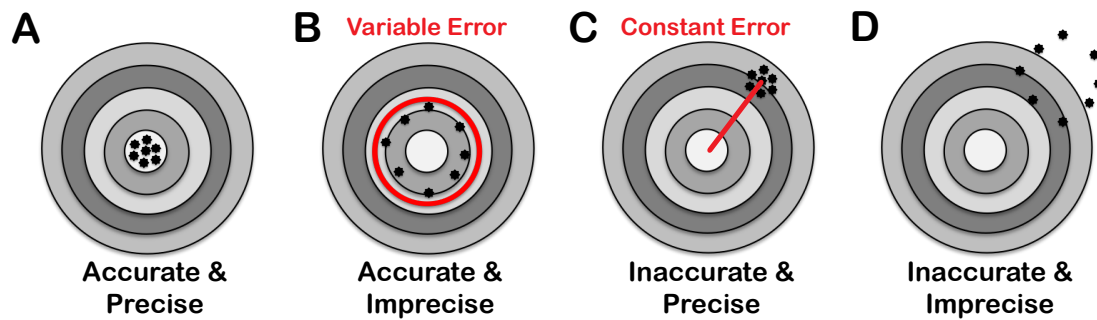 A
B
Variable Error
C
Constant Error
D
Accurate &
Precise
Accurate &
Imprecise
Inaccurate &
Precise
Inaccurate &
Imprecise